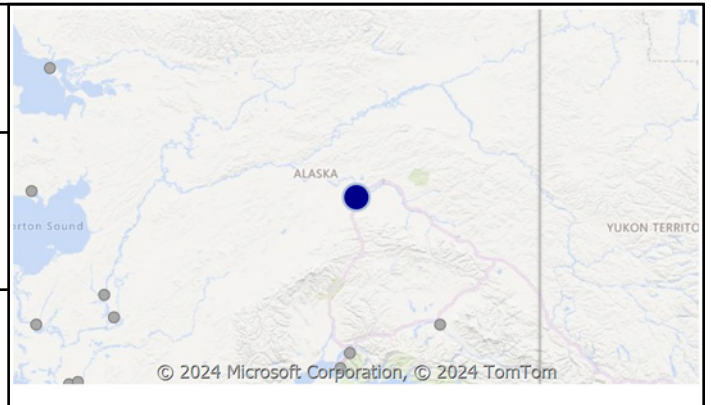 ALASKA
rton Sound
YUKON TERRITO
© 2024 Microsoft Corporation, © 2024 TomTom